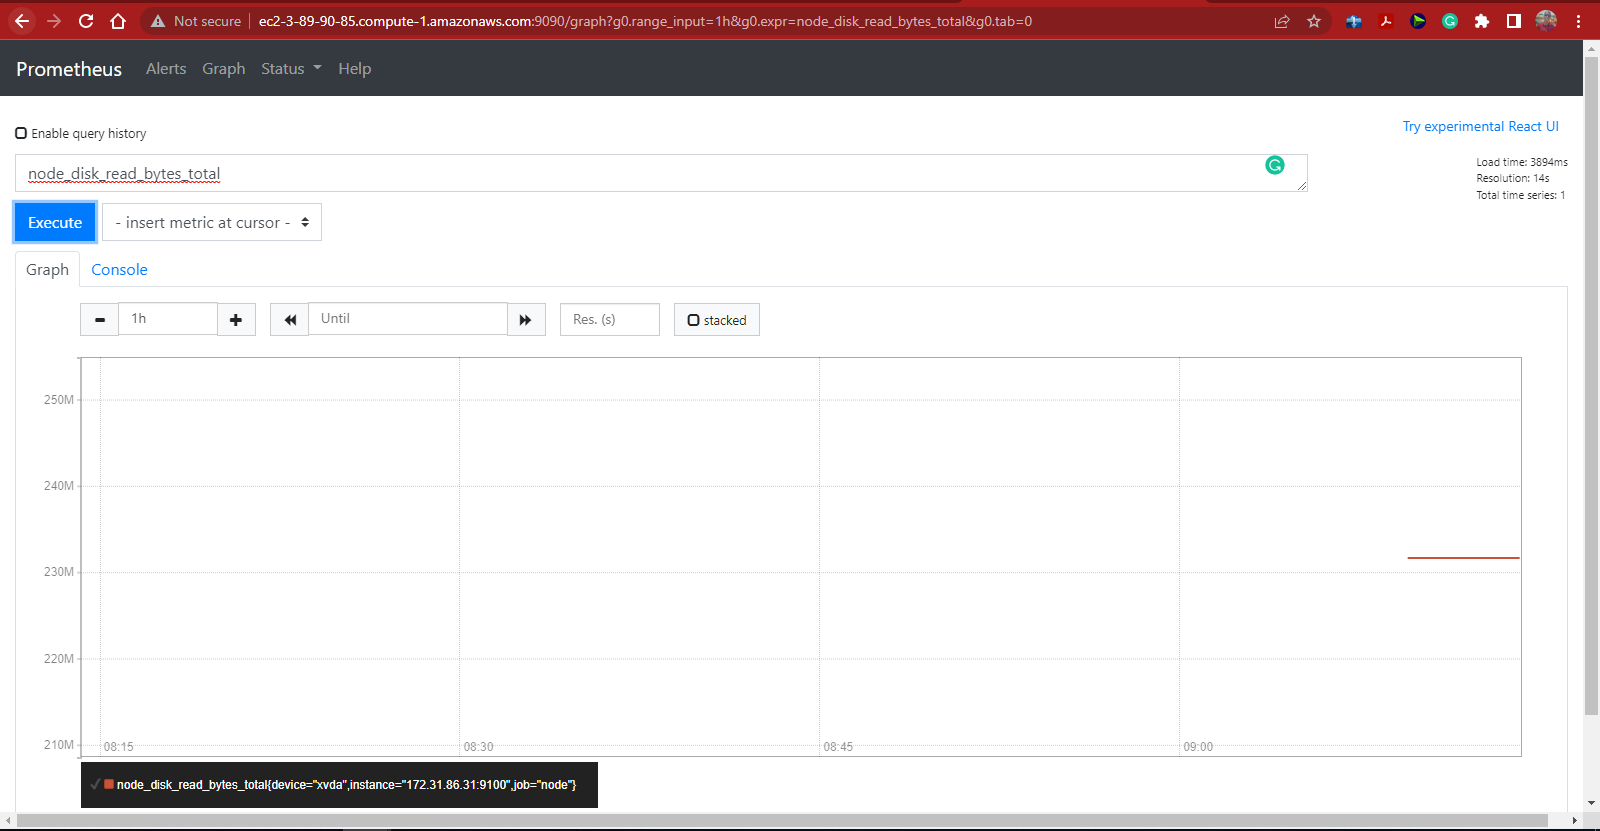 Not secure ec2-3-89-90-85.compute-1.amazonaws.com:9090/graph?g0.range_input=1h&g0.expr=node_disk_read_bytes_total&g0.tab=0
Prometheus Alerts Graph Status Help
Enable query history
Try experimental React UI
node_disk_read_bytes_total
Load time: 3894ms
Resolution: 14s
Total time series: 1
Execute - insert metric at cursor -
Graph Console
1h Until Res. (s) stacked
250M
240M
230M
220M
210M
08:15 08:30 08:45 09:00
node_disk_read_bytes_total{device="xvda",instance="172.31.86.31:9100",job="node"}